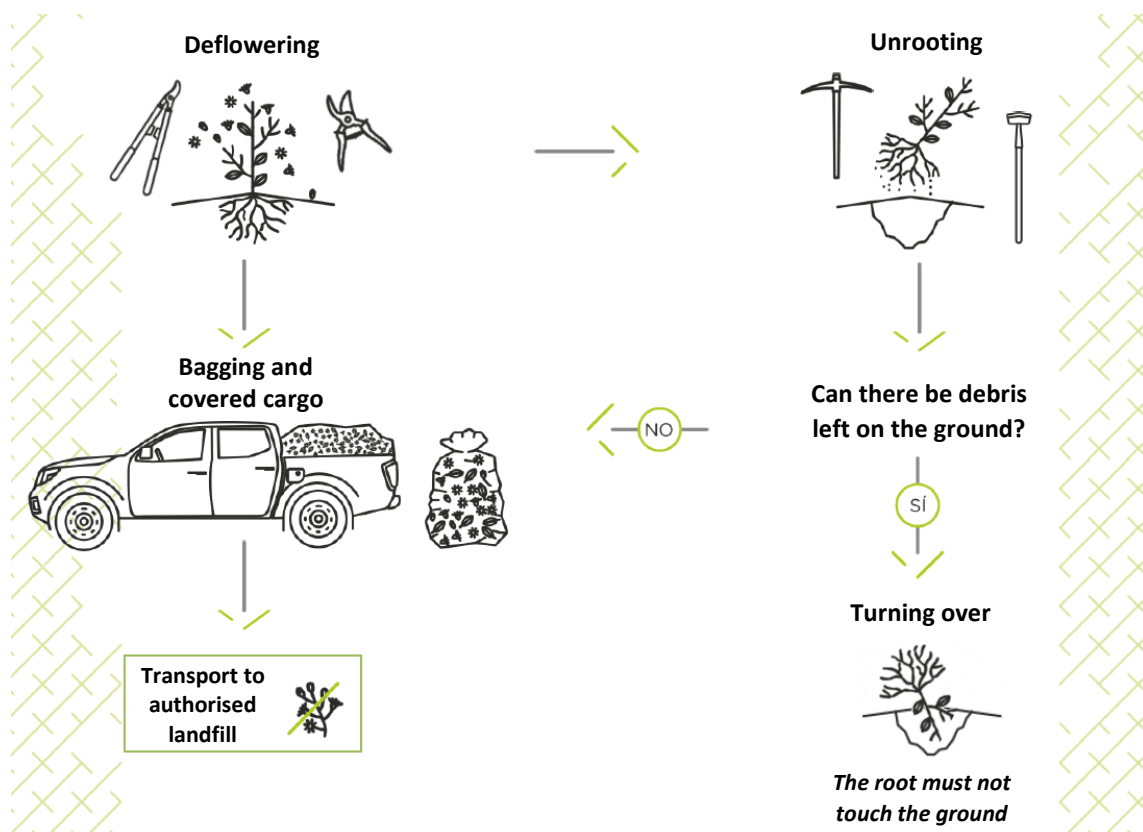 Deflowering
Unrooting
Bagging and
covered cargo
NO
Can there be debris
left on the ground?
SÍ
Turning over
Transport to
authorised
landfill
The root must not
touch the ground